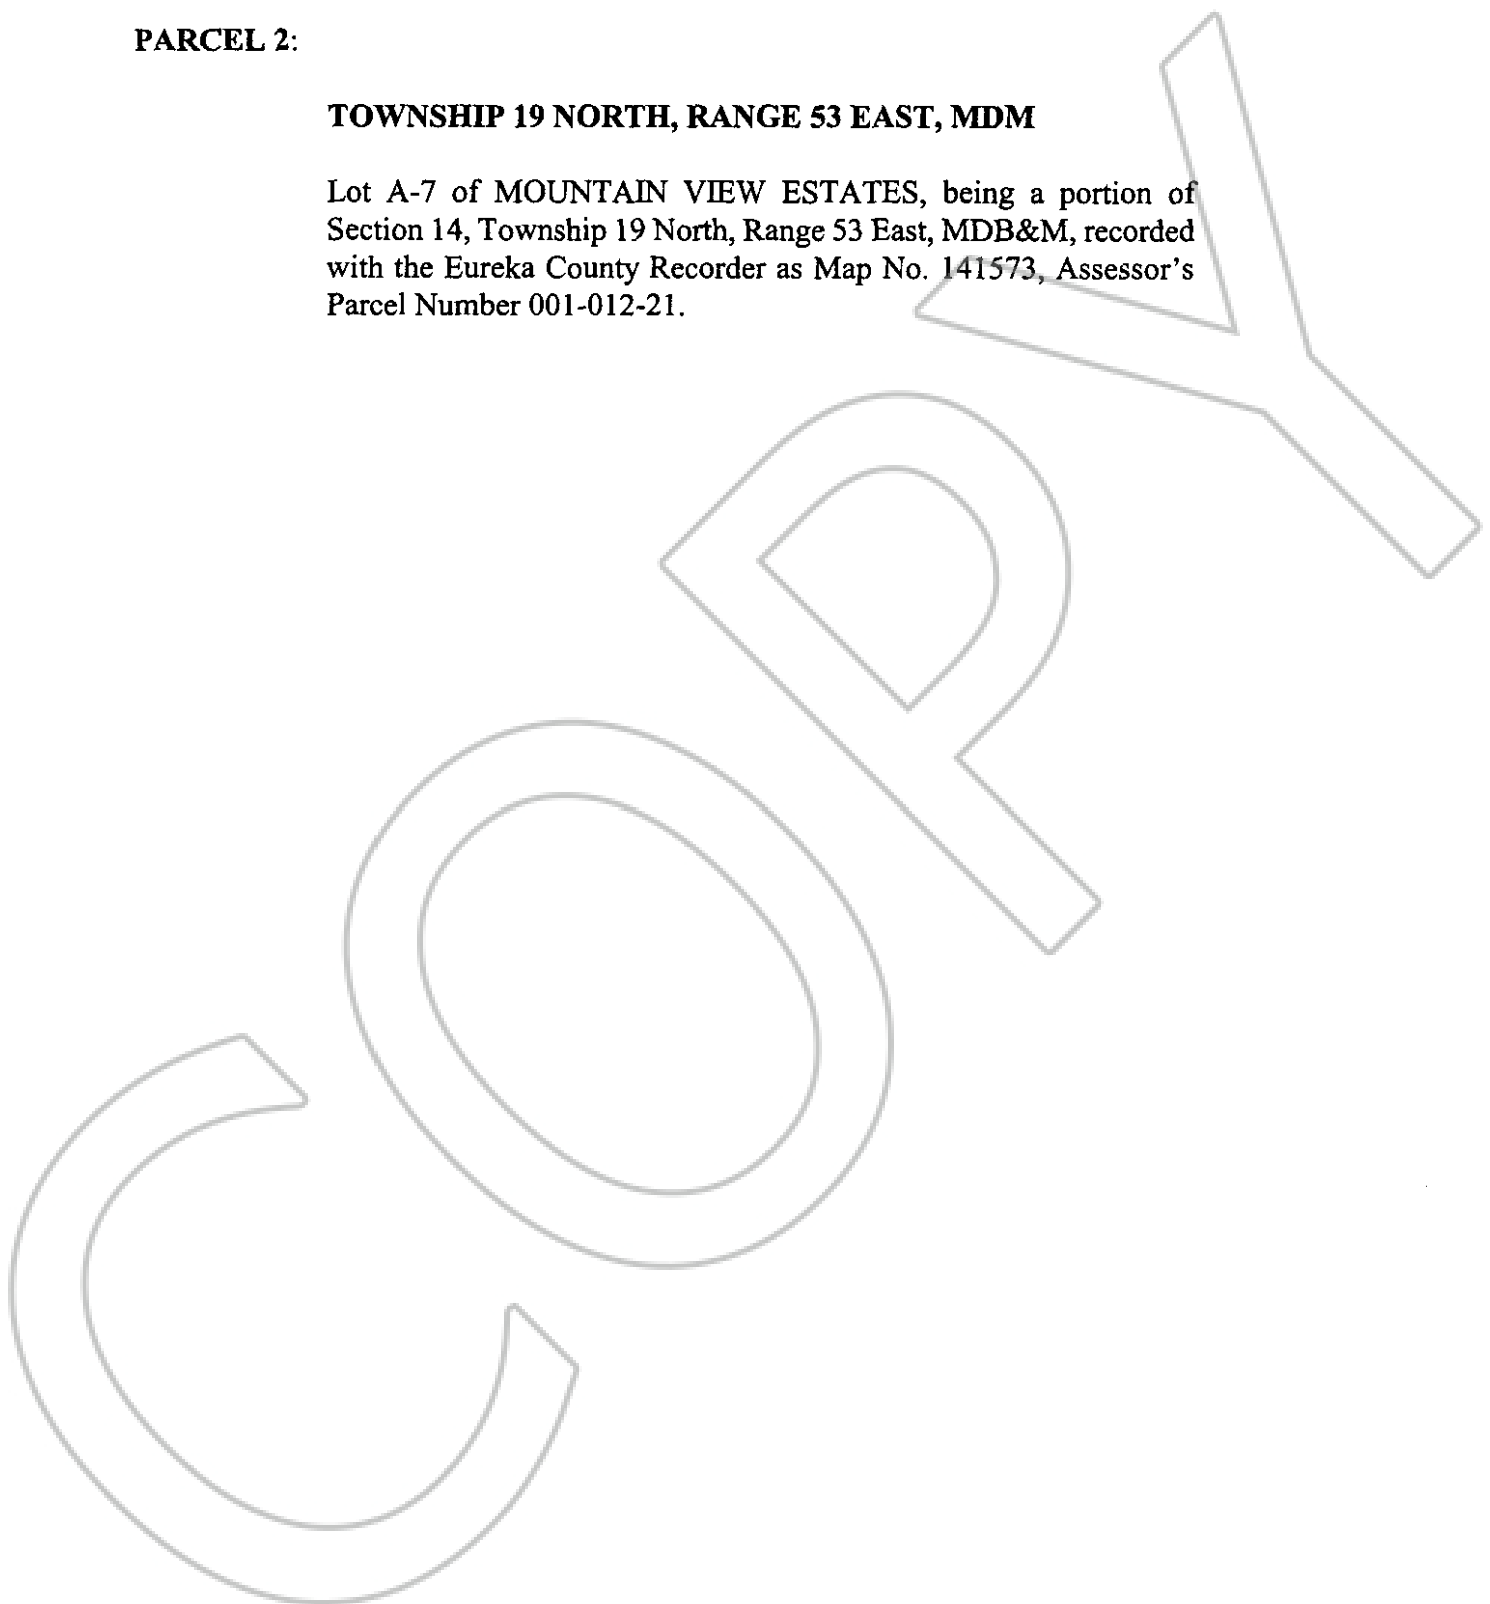 PARCEL 2:
TOWNSHIP 19 NORTH, RANGE 53 EAST, MDM
Lot A-7 of MOUNTAIN VIEW ESTATES, being a portion of
Section 14, Township 19 North, Range 53 East, MDB&M, recorded
with the Eureka County Recorder as Map No. 141573, Assessor's
Parcel Number 001-012-21.
COPY